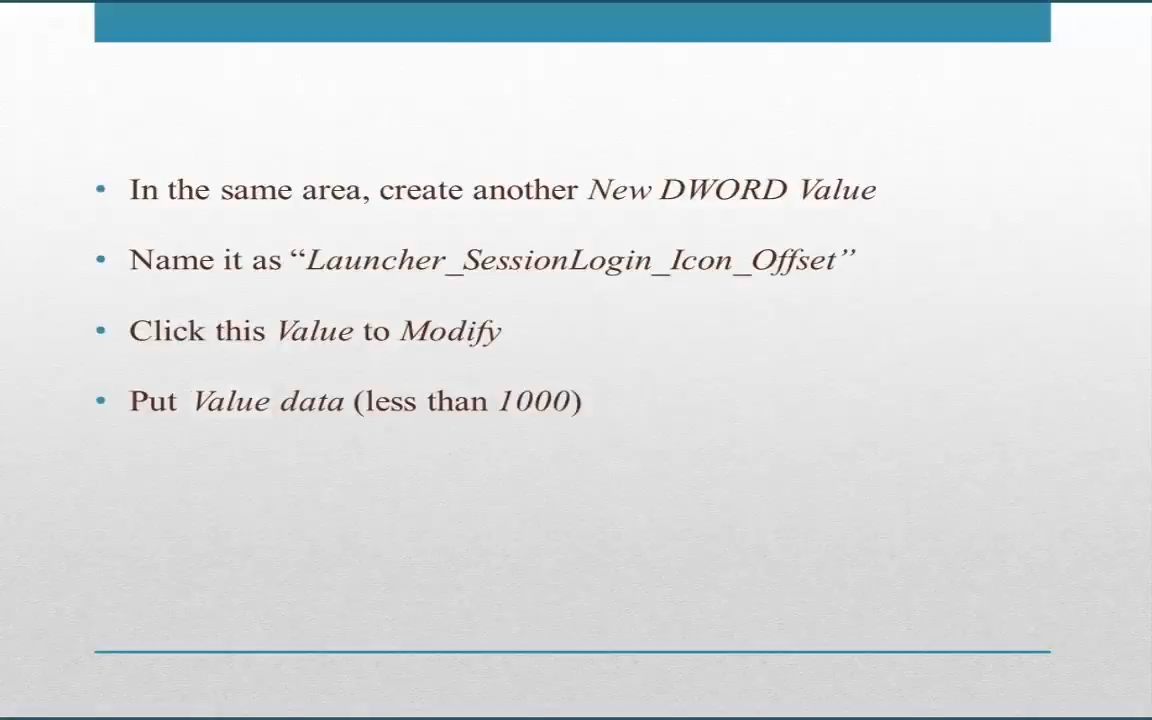 • In the same area, create another New DWORD Value
• Name it as “Launcher_SessionLogin_Icon_Offset”
• Click this Value to Modify
• Put Value data (less than 1000)